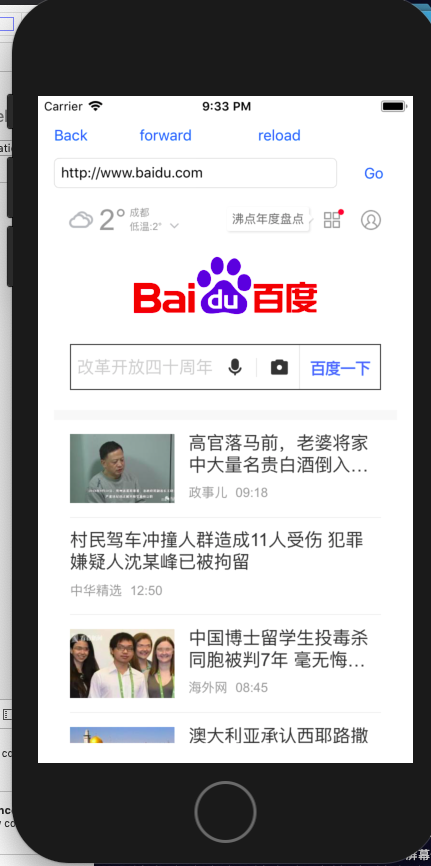 Carrier 9:33 PM
Back forward reload
http://www.baidu.com Go
2° 成都
低温:2° 沸点年度盘点
Bai du 百度
改革开放四十周年 百度一下
高官落马前，老婆将家
中大量名贵白酒倒入...
政事儿 09:18
村民驾车冲撞人群造成11人受伤 犯罪
嫌疑人沈某峰已被拘留
中华精选 12:50
中国博士留学生投毒杀
同胞被判7年 毫无悔...
海外网 08:45
澳大利亚承认西耶路撒
屏幕